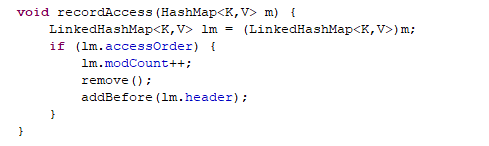 void recordAccess(HashMap<K,V> m) {
    LinkedHashMap<K,V> lm = (LinkedHashMap<K,V>)m;
    if (lm.accessOrder) {
        lm.modCount++;
        remove();
        addBefore(lm.header);
    }
}